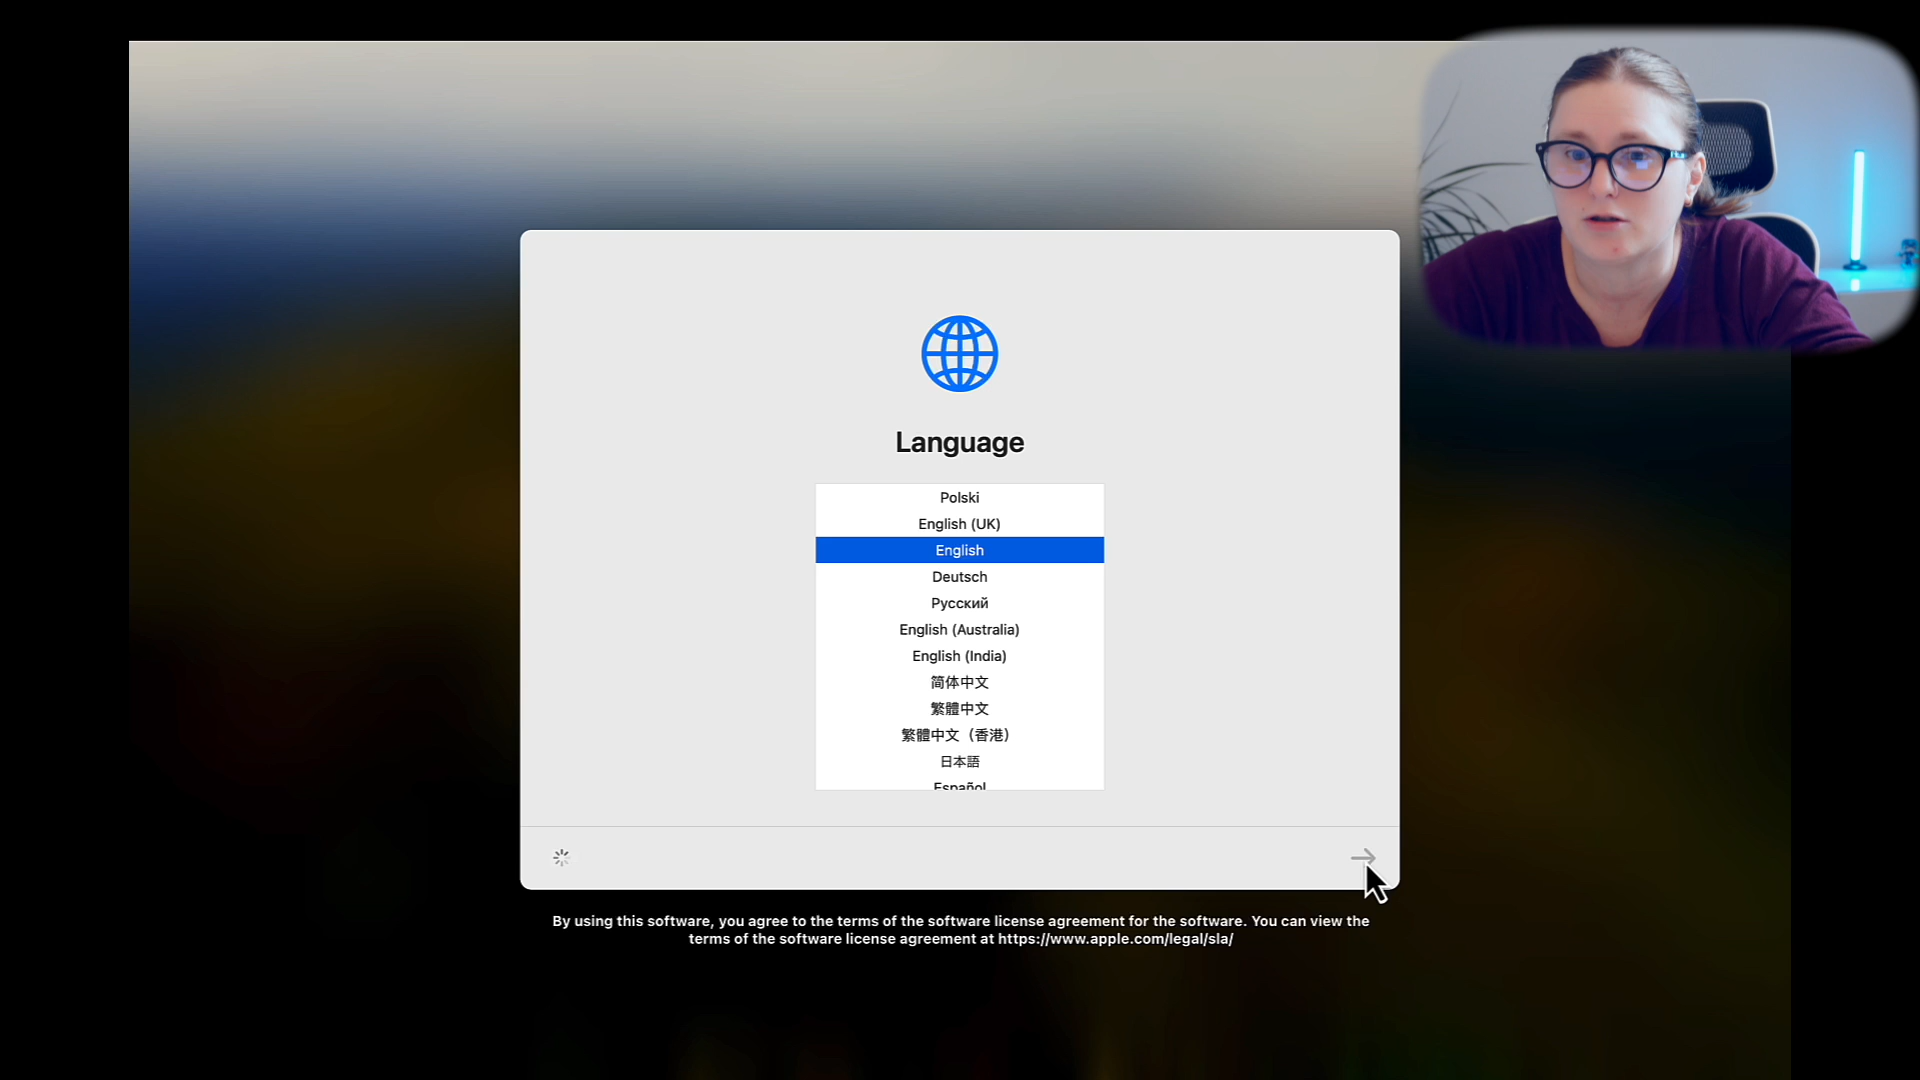 Language
Polski
English (UK)
English
Deutsch
Русский
English (Australia)
English (India)
简体中文
繁體中文
繁體中文（香港）
日本語
Español
By using this software, you agree to the terms of the software license agreement for the software. You can view the
terms of the software license agreement at https://www.apple.com/legal/sla/